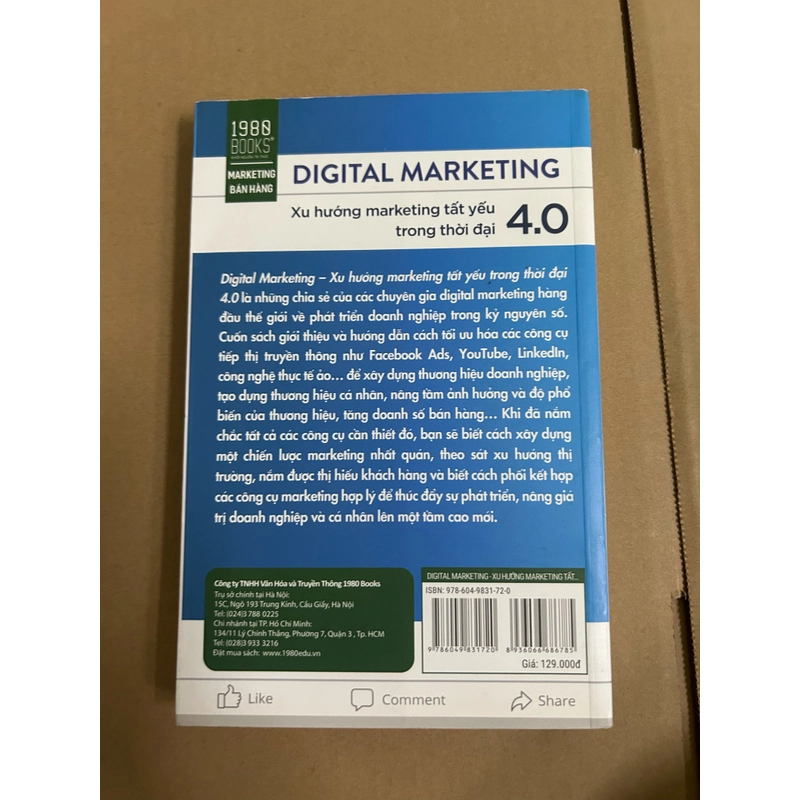 1980
BOOKS®
KHƠI NGUỒN TRI THỨC
MARKETING
BÁN HÀNG
DIGITAL MARKETING
Xu hướng marketing tất yếu
trong thời đại 4.0
Digital Marketing – Xu hướng marketing tất yếu trong thời đại
4.0 là những chia sẻ của các chuyên gia digital marketing hàng
đầu thế giới về phát triển doanh nghiệp trong kỷ nguyên số.
Cuốn sách giới thiệu và hướng dẫn cách tối ưu hóa các công cụ
tiếp thị truyền thông như Facebook Ads, YouTube, LinkedIn,
công nghệ thực tế ảo... để xây dựng thương hiệu doanh nghiệp,
tạo dựng thương hiệu cá nhân, nâng tầm ảnh hưởng và độ phổ
biến của thương hiệu, tăng doanh số bán hàng... Khi đã nắm
chắc tất cả các công cụ cần thiết đó, bạn sẽ biết cách xây dựng
một chiến lược marketing nhất quán, theo sát xu hướng thị
trường, nắm được thị hiếu khách hàng và biết cách phối kết hợp
các công cụ marketing hợp lý để thúc đẩy sự phát triển, nâng giá
trị doanh nghiệp và cá nhân lên một tầm cao mới.
Công ty TNHH Văn Hóa và Truyền Thông 1980 Books
Trụ sở chính tại Hà Nội:
15C, Ngõ 193 Trung Kính, Cầu Giấy, Hà Nội
Tel: (024)3 788 0225
Chi nhánh tại TP. Hồ Chí Minh:
134/11 Lý Chính Thắng, Phường 7, Quận 3 , Tp. HCM
Tel: (028)3 933 3216
Đặt mua sách: www.1980edu.vn
DIGITAL MARKETING - XU HƯỚNG MARKETING TẤT...
ISBN: 978-604-9831-72-0
9 786049 831720
8 936066 686785
Giá: 129.000đ
Like
Comment
Share